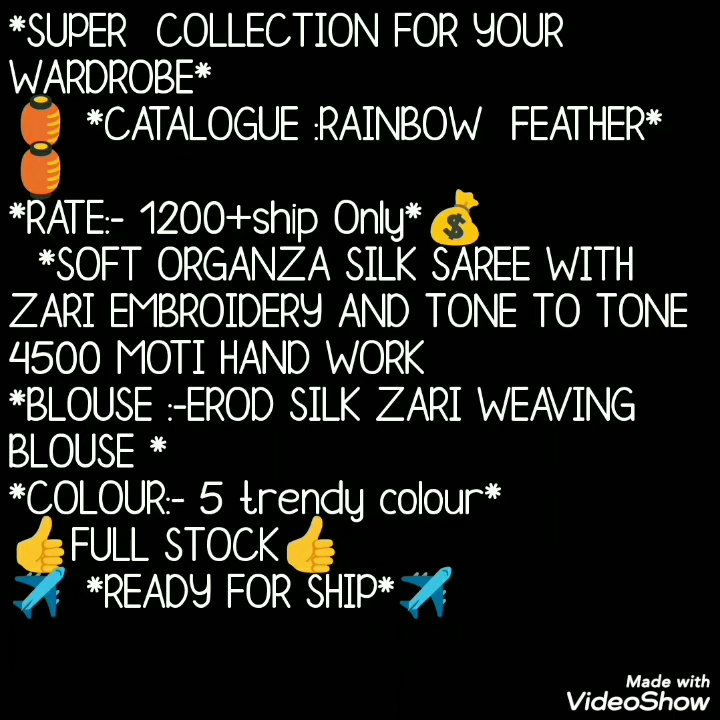 *SUPER COLLECTION FOR YOUR
WARDROBE*
🏮 *CATALOGUE :RAINBOW FEATHER*
🏮
*RATE:- 1200+ship Only*💰
*SOFT ORGANZA SILK SAREE WITH
ZARI EMBROIDERY AND TONE TO TONE
4500 MOTI HAND WORK
*BLOUSE :-EROD SILK ZARI WEAVING
BLOUSE *
*COLOUR:- 5 trendy colour*
👍FULL STOCK👍
✈️ *READY FOR SHIP*✈️
Made with
VideoShow